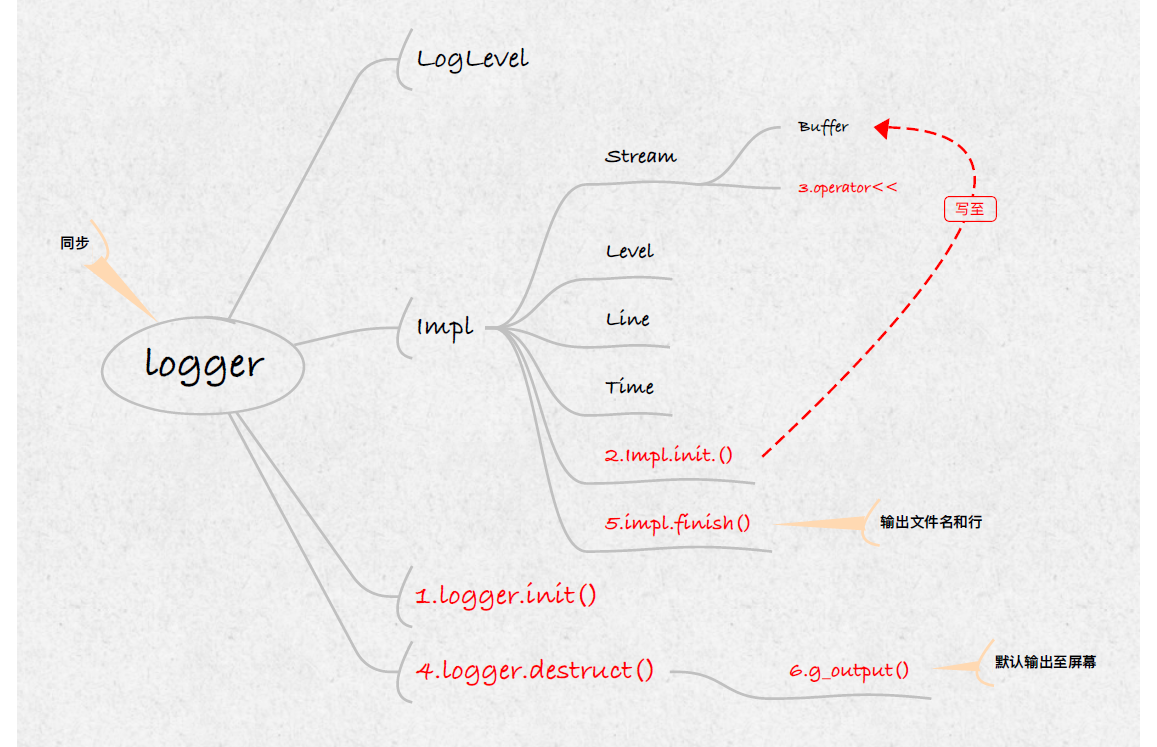 LogLevel
Buffer
Stream
3.operator<<
写至
同步
Level
Line
Impl
logger
Time
2.Impl.init.()
5.impl.finish()
输出文件名和行
1.logger.init()
4.logger.destruct()
6.g_output()
默认输出至屏幕